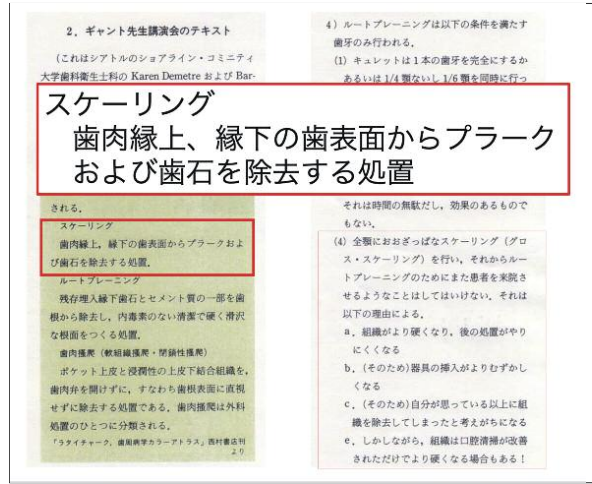 2．ギャント先生講演会のテキスト
（これはシアトルのショアライン・コミニティ
大学歯科衛生士科の Karen Demetre および Bar-
スケーリング
歯肉縁上、縁下の歯表面からプラーク
および歯石を除去する処置
される．
スケーリング
歯肉縁上，縁下の歯表面からプラークおよ
び歯石を除去する処置．
ルートプレーニング
残存埋入縁下歯石とセメント質の一部を歯
根から除去し，内毒素のない清潔で硬く滑沢
な根面をつくる処置．
歯肉掻爬（軟組織掻爬・閉鎖性掻爬）
ポケット上皮と浸潤性の上皮下結合組織を，
歯肉弁を開けずに，すなわち歯根表面に直視
せずに除去する処置である．歯肉掻爬は外科
処置のひとつに分類される．
「ラタイチャーク，歯周病学カラーアトラス」西村書店刊
より
4）ルートプレーニングは以下の条件を満たす
歯牙のみ行われる．
(1) キュレットは1本の歯牙を完全にするか
あるいは 1/4 顎ないし 1/6 顎を同時に行っ
それは時間の無駄だし，効果のあるもので
もない．
(4) 全顎におおざっぱなスケーリング（グロ
ス・スケーリング）を行い，それからルー
トプレーニングのためにまた患者を来院さ
せるようなことはしてはいけない．それは
以下の理由による．
a．組織がより硬くなり，後の処置がやり
にくくなる
b．（そのため）器具の挿入がよりむずかし
くなる
c．（そのため）自分が思っている以上に組
織を除去してしまったと考えがちになる
e．しかしながら，組織は口腔清掃が改善
されただけでより硬くなる場合もある！